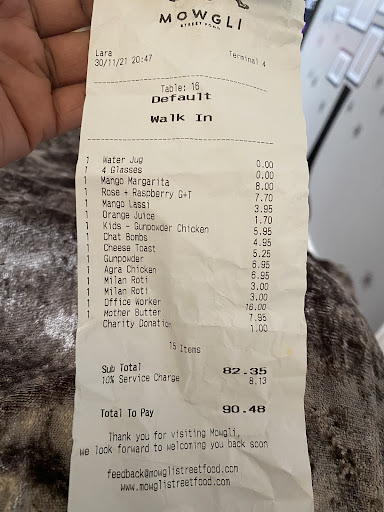 MOWGLI
STREET FOOD
Lara
30/11/21 20:47 Terminal 4
Table: 16
Default
Walk In
1 Water Jug 0.00
1 4 Glasses 0.00
1 Mango Margarita 8.00
1 Rose + Raspberry G+T 7.70
1 Mango Lassi 3.95
1 Orange Juice 1.70
1 Kids - Gunpowder Chicken 5.95
1 Chat Bombs 4.95
1 Cheese Toast 5.25
1 Gunpowder 6.95
1 Agra Chicken 6.95
1 Milan Roti 3.00
1 Milan Roti 3.00
1 Office Worker 16.00
1 Mother Butter 7.95
Charity Donation 1.00
15 Items
Sub Total 82.35
10% Service Charge 8.13
Total To Pay 90.48
Thank you for visiting Mowgli,
we look forward to welcoming you back soon
feedback@mowglistreetfood.com
www.mowglistreetfood.com